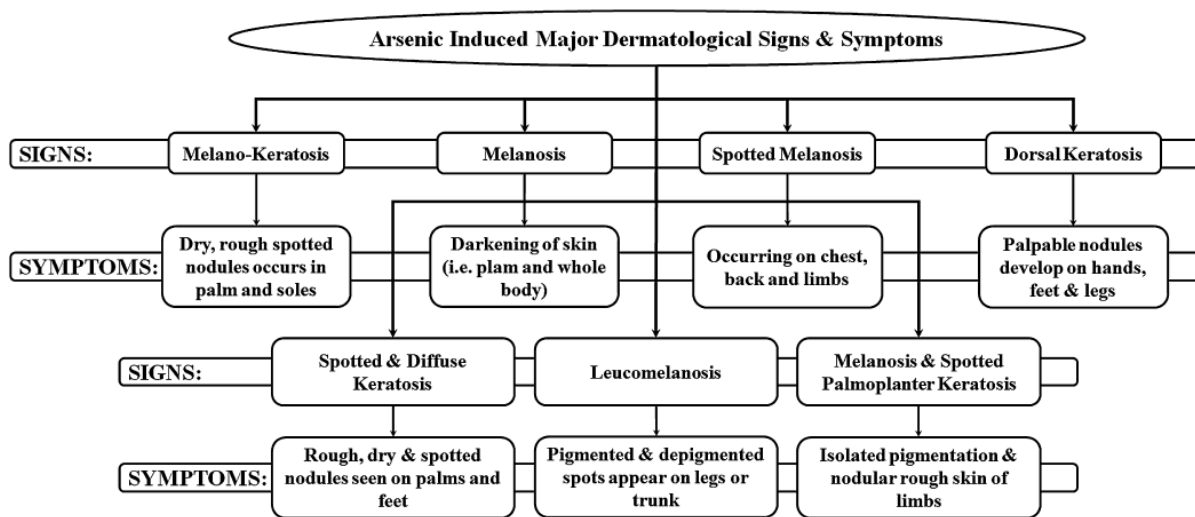 Arsenic Induced Major Dermatological Signs & Symptoms
SIGNS:
Melano-Keratosis
Melanosis
Spotted Melanosis
Dorsal Keratosis
SYMPTOMS:
Dry, rough spotted
nodules occurs in
palm and soles
Darkening of skin
(i.e. plam and whole
body)
Occurring on chest,
back and limbs
Palpable nodules
develop on hands,
feet & legs
SIGNS:
Spotted & Diffuse
Keratosis
Leucomelanosis
Melanosis & Spotted
Palmoplanter Keratosis
SYMPTOMS:
Rough, dry & spotted
nodules seen on palms and
feet
Pigmented & depigmented
spots appear on legs or
trunk
Isolated pigmentation &
nodular rough skin of
limbs